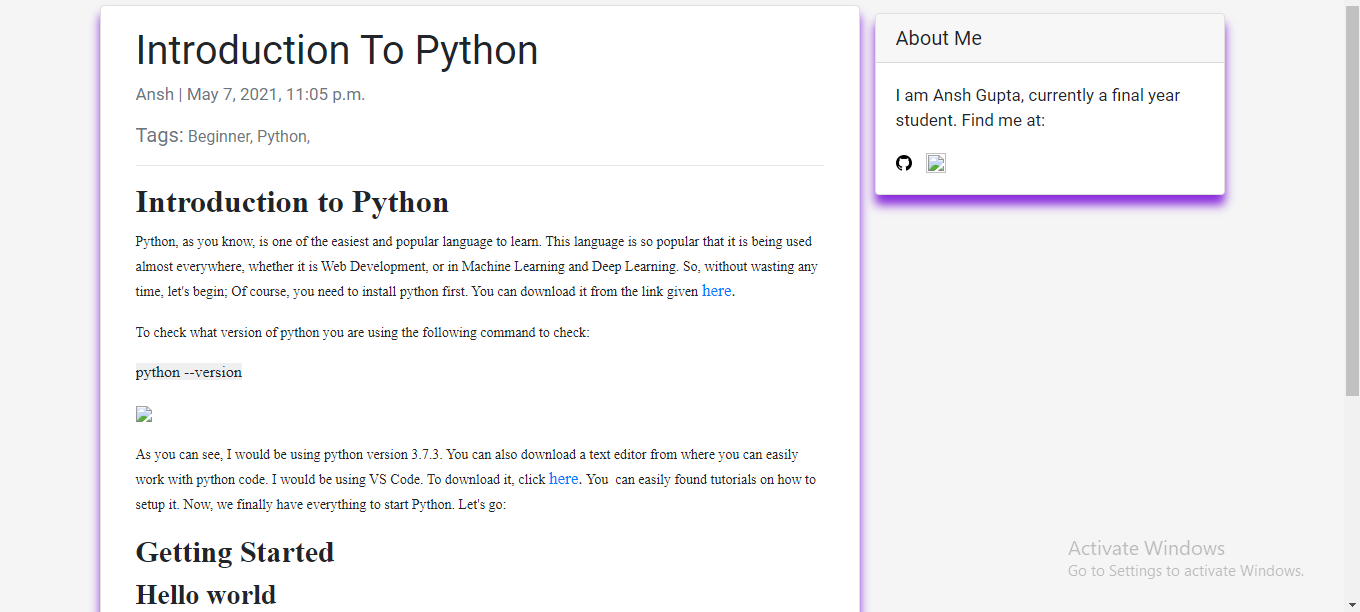 Introduction To Python
Ansh | May 7, 2021, 11:05 p.m.
Tags: Beginner, Python,
Introduction to Python
Python, as you know, is one of the easiest and popular language to learn. This language is so popular that it is being used
almost everywhere, whether it is Web Development, or in Machine Learning and Deep Learning. So, without wasting any
time, let's begin; Of course, you need to install python first. You can download it from the link given here.
To check what version of python you are using the following command to check:
python --version
As you can see, I would be using python version 3.7.3. You can also download a text editor from where you can easily
work with python code. I would be using VS Code. To download it, click here. You  can easily found tutorials on how to
setup it. Now, we finally have everything to start Python. Let's go:
Getting Started
Hello world
About Me
I am Ansh Gupta, currently a final year
student. Find me at:
Activate Windows
Go to Settings to activate Windows.